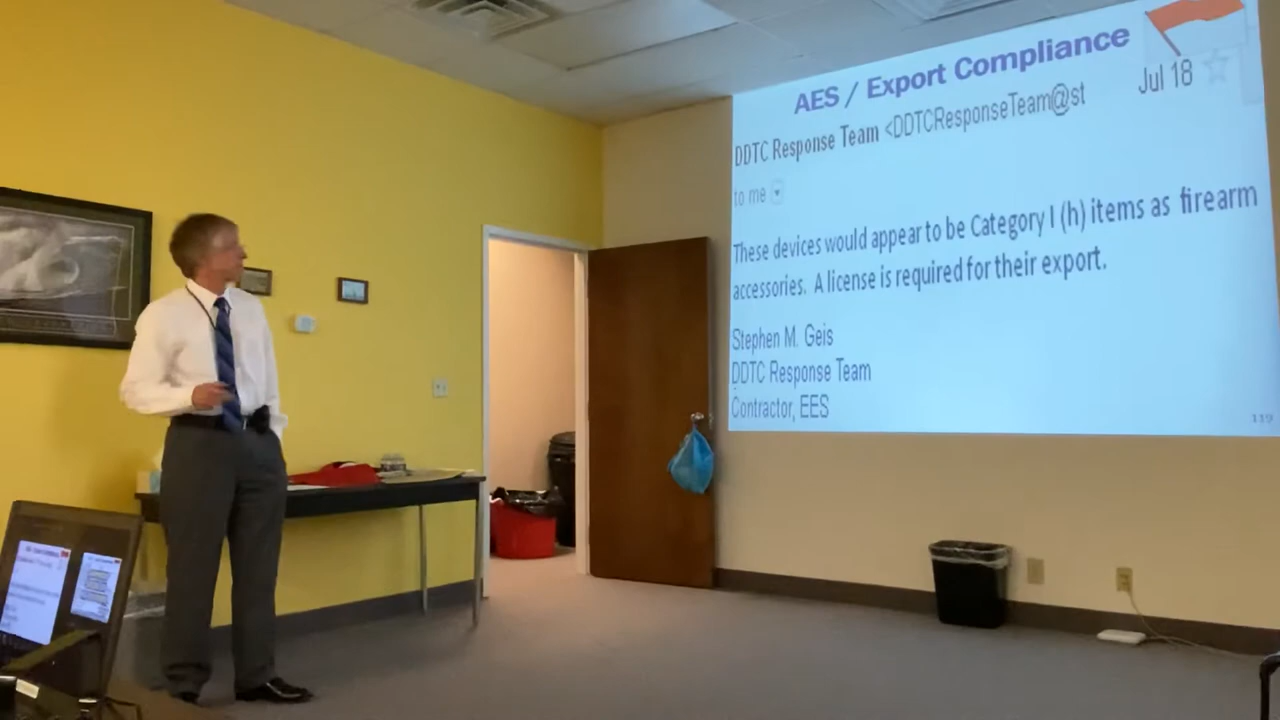 AES / Export Compliance
DDTC Response Team <DDTCResponseTeam@st
Jul 18
to me
These devices would appear to be Category I (h) items as firearm
accessories. A license is required for their export.
Stephen M. Geis
DDTC Response Team
Contractor, EES
119